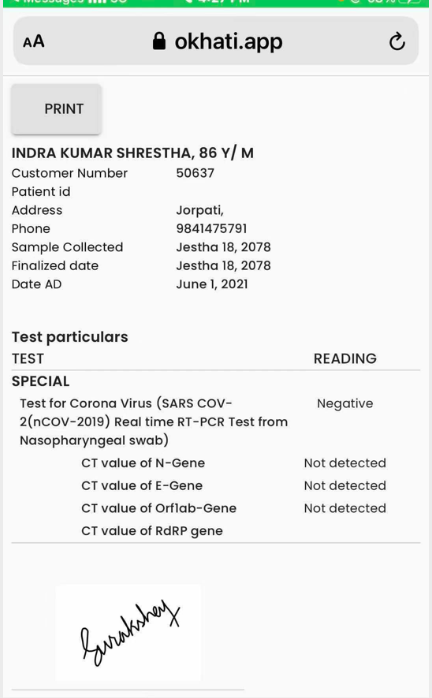 AA okhati.app
PRINT
INDRA KUMAR SHRESTHA, 86 Y/ M
Customer Number 50637
Patient id
Address Jorpati,
Phone 9841475791
Sample Collected Jestha 18, 2078
Finalized date Jestha 18, 2078
Date AD June 1, 2021
Test particulars
TEST READING
SPECIAL
Test for Corona Virus (SARS COV- Negative
2(nCOV-2019) Real time RT-PCR Test from
Nasopharyngeal swab)
CT value of N-Gene Not detected
CT value of E-Gene Not detected
CT value of Orf1ab-Gene Not detected
CT value of RdRP gene